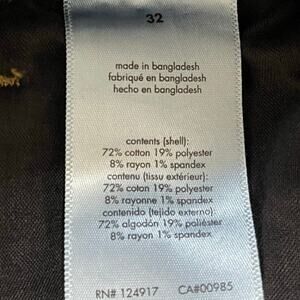 32
made in bangladesh
fabriqué en bangladesh
hecho en bangladesh
contents (shell):
72% cotton 19% polyester
8% rayon 1% spandex
contenu (tissu extérieur):
72% coton 19% polyester
8% rayonne 1% spandex
contenido (tejido externo):
72% algodón 19% poliéster
8% rayon 1% spandex
RN# 124917 CA#00985